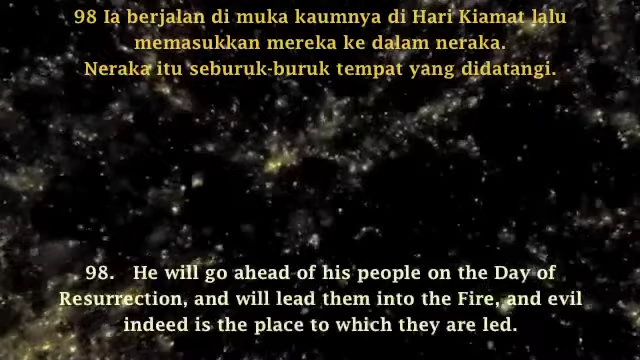 98 Ia berjalan di muka kaumnya di Hari Kiamat lalu
memasukkan mereka ke dalam neraka.
Neraka itu seburuk-buruk tempat yang didatangi.
98.   He will go ahead of his people on the Day of
Resurrection, and will lead them into the Fire, and evil
indeed is the place to which they are led.